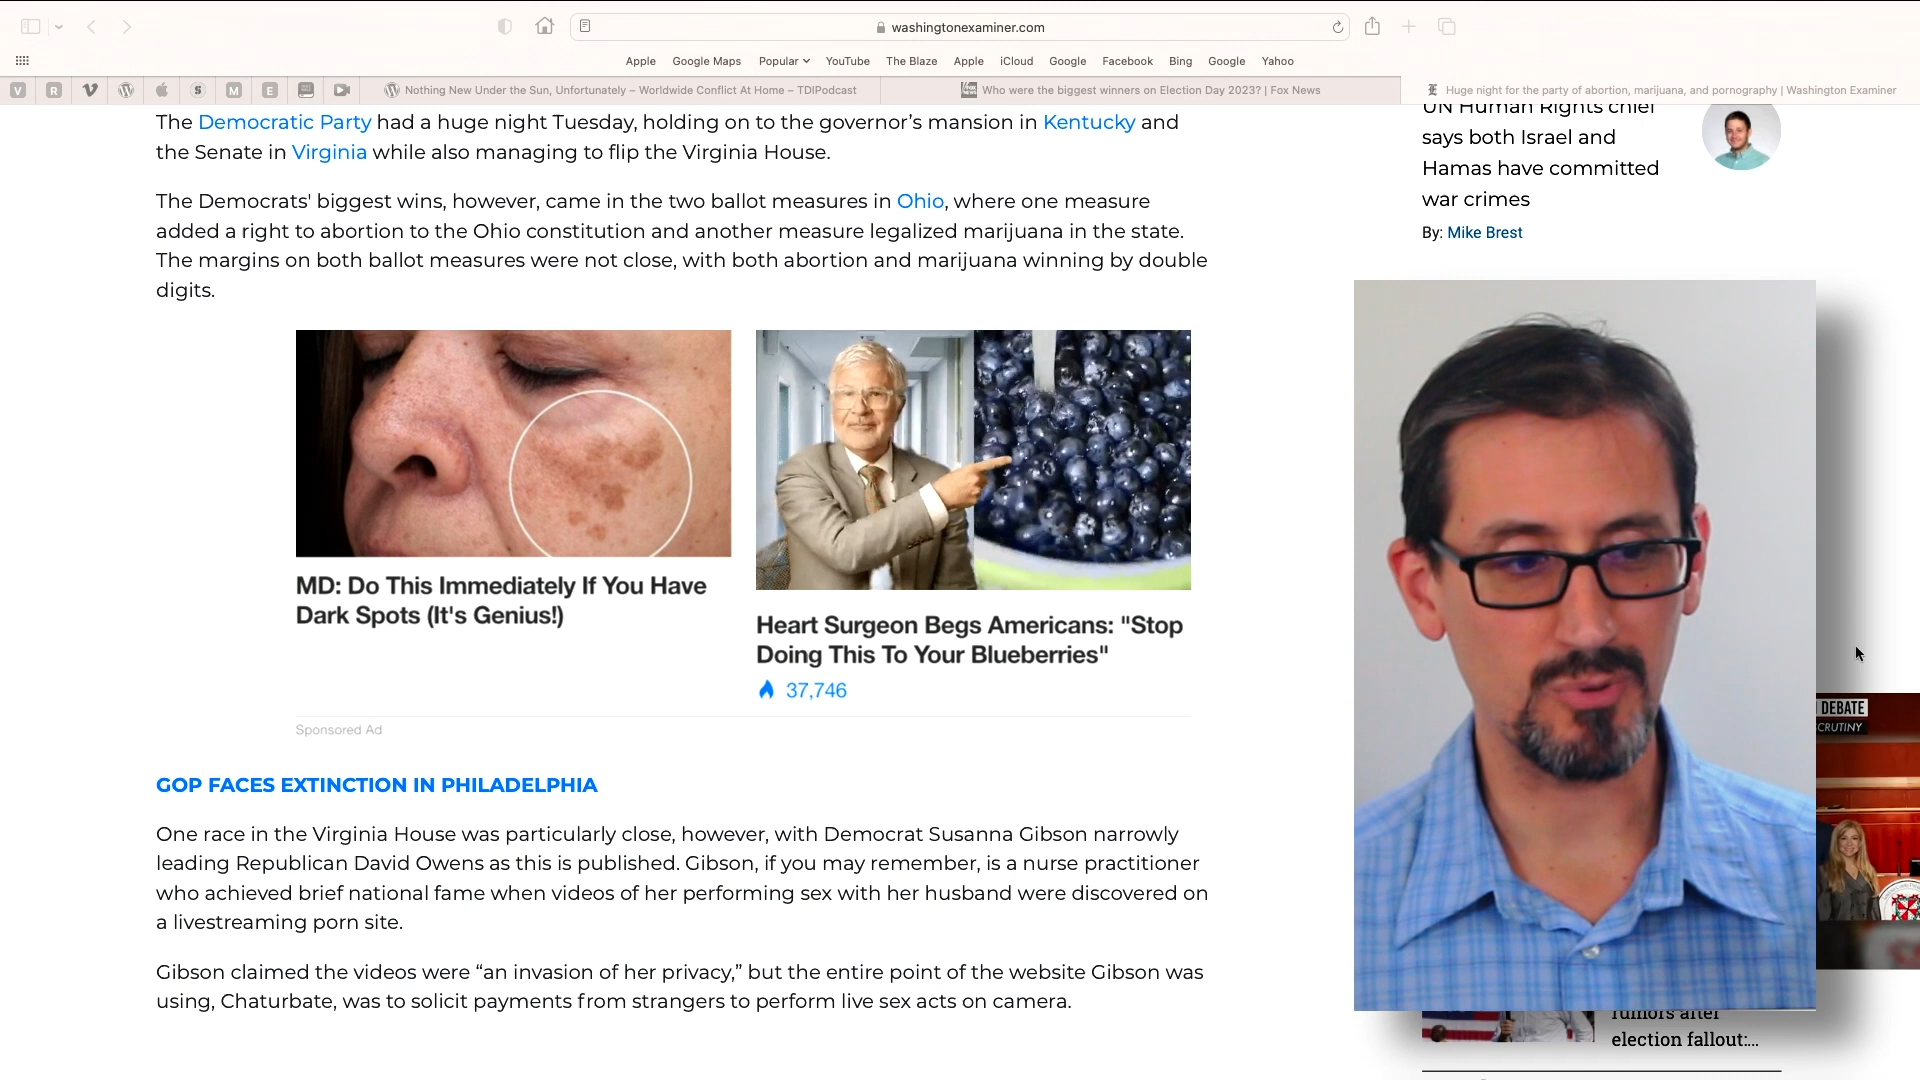 washingtonexaminer.com
Apple Google Maps Popular YouTube The Blaze Apple iCloud Google Facebook Bing Google Yahoo
V R M E
Nothing New Under the Sun, Unfortunately – Worldwide Conflict At Home – TDIPodcast
Who were the biggest winners on Election Day 2023? | Fox News
Huge night for the party of abortion, marijuana, and pornography | Washington Examiner
The Democratic Party had a huge night Tuesday, holding on to the governor’s mansion in Kentucky and
the Senate in Virginia while also managing to flip the Virginia House.
The Democrats' biggest wins, however, came in the two ballot measures in Ohio, where one measure
added a right to abortion to the Ohio constitution and another measure legalized marijuana in the state.
The margins on both ballot measures were not close, with both abortion and marijuana winning by double
digits.
MD: Do This Immediately If You Have
Dark Spots (It's Genius!)
Heart Surgeon Begs Americans: "Stop
Doing This To Your Blueberries"
37,746
Sponsored Ad
GOP FACES EXTINCTION IN PHILADELPHIA
One race in the Virginia House was particularly close, however, with Democrat Susanna Gibson narrowly
leading Republican David Owens as this is published. Gibson, if you may remember, is a nurse practitioner
who achieved brief national fame when videos of her performing sex with her husband were discovered on
a livestreaming porn site.
Gibson claimed the videos were “an invasion of her privacy,” but the entire point of the website Gibson was
using, Chaturbate, was to solicit payments from strangers to perform live sex acts on camera.
UN Human Rights chief
says both Israel and
Hamas have committed
war crimes
By: Mike Brest
DEBATE
CRUTINY
rumors after
election fallout:...